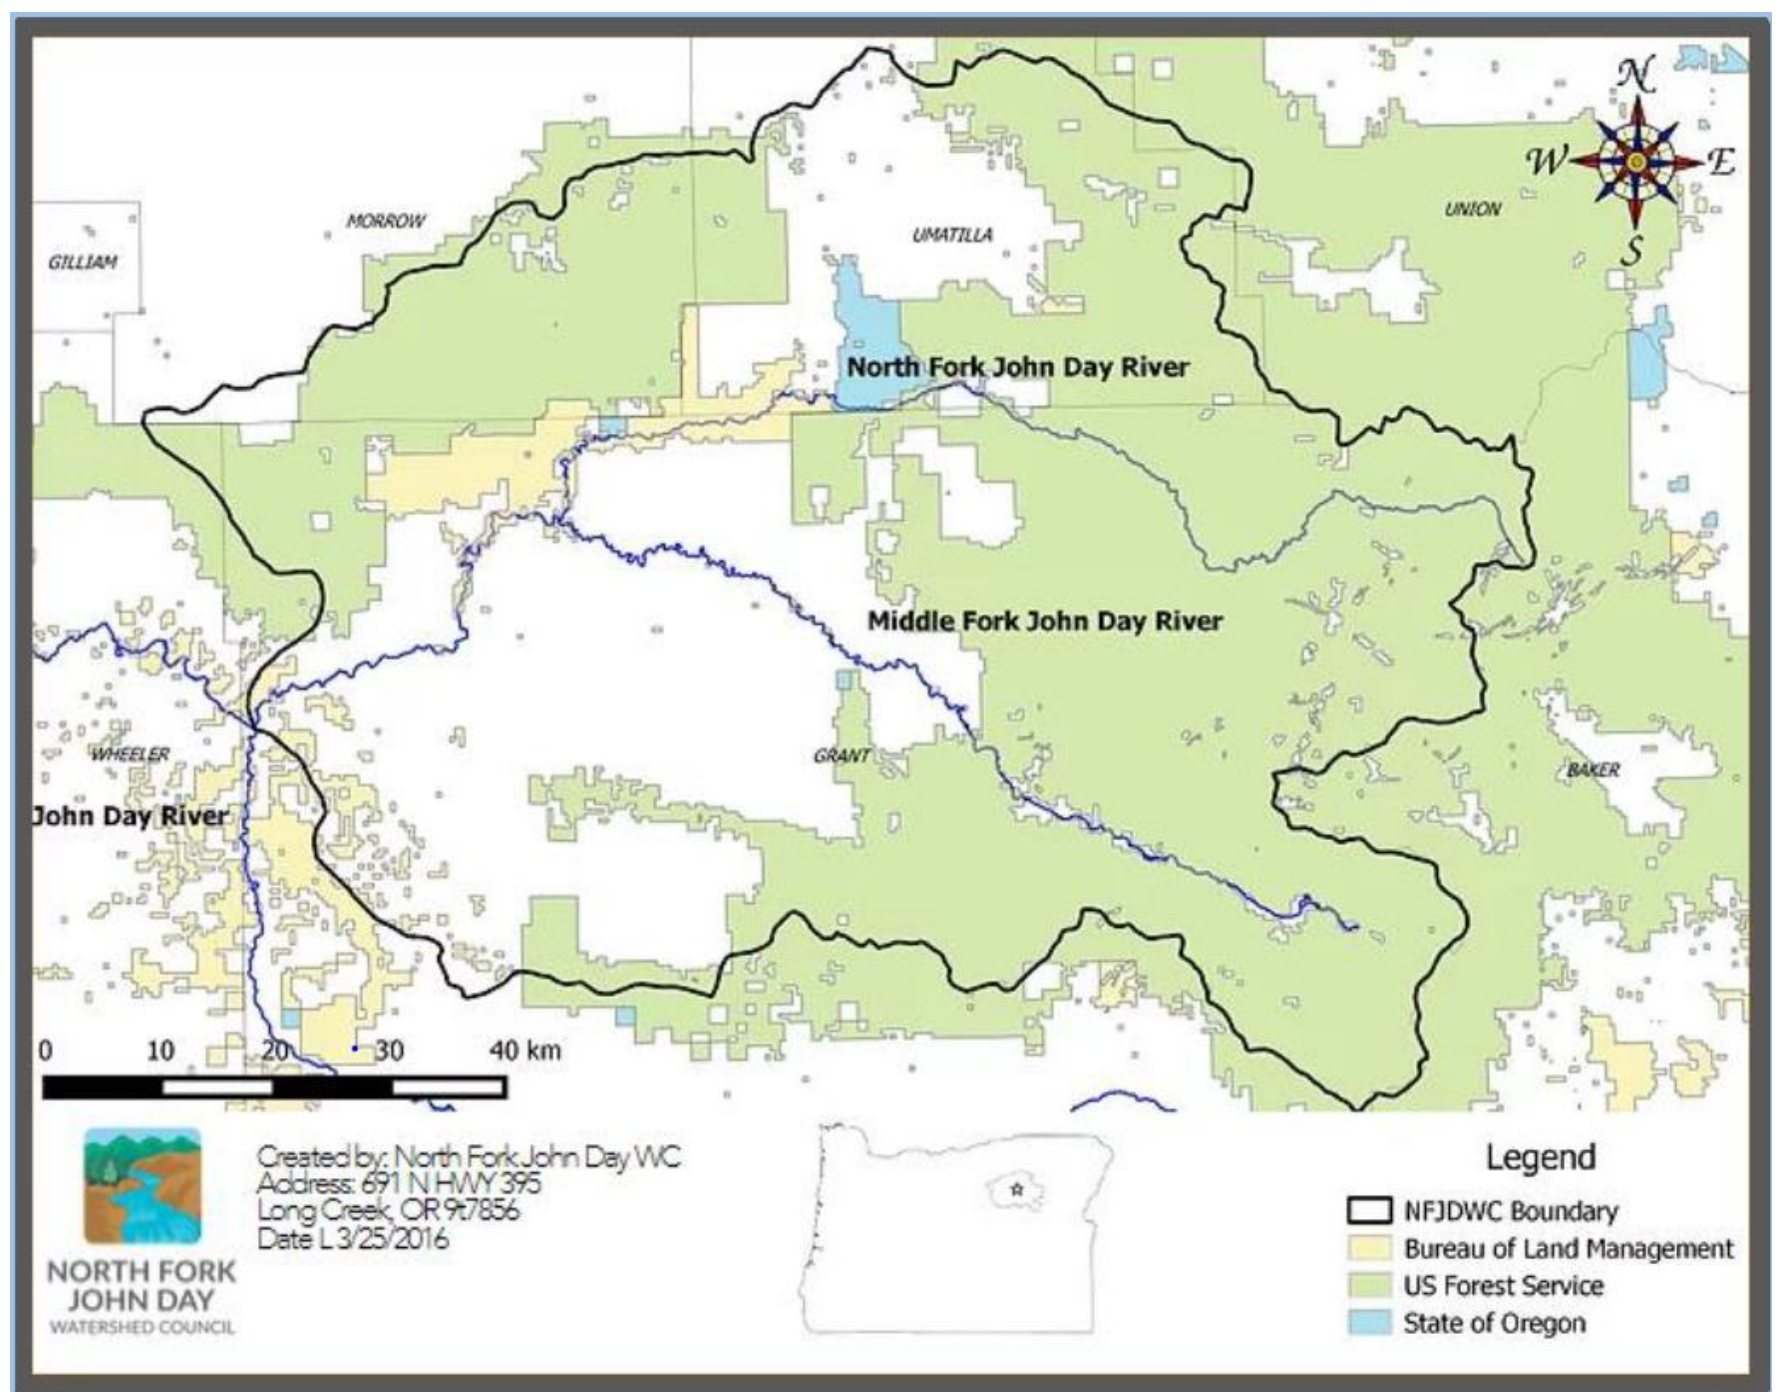 N
W E
S
MORROW
UNION
UMATILLA
GILLIAM
North Fork John Day River
Middle Fork John Day River
WHEELER
GRANT
BAKER
John Day River
0 10 20 30 40 km
Created by: North Fork John Day WC
Address: 691 N HWY 395
Long Creek, OR 9t7856
Date L 3/25/2016
NORTH FORK
JOHN DAY
WATERSHED COUNCIL
Legend
NFJDWC Boundary
Bureau of Land Management
US Forest Service
State of Oregon